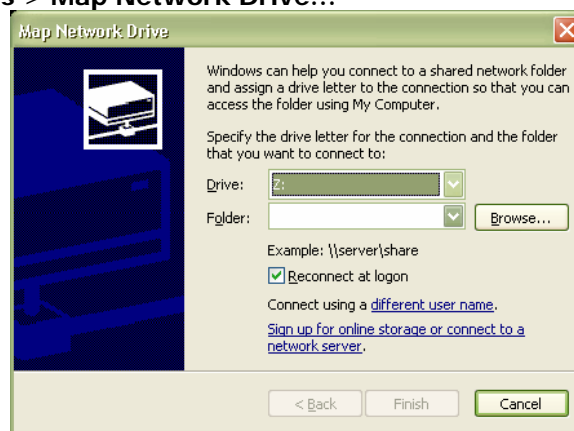 s > Map Network Drive...
Map Network Drive
Windows can help you connect to a shared network folder
and assign a drive letter to the connection so that you can
access the folder using My Computer.
Specify the drive letter for the connection and the folder
that you want to connect to:
Drive: Z:
Folder: Browse...
Example: \\server\share
Reconnect at logon
Connect using a different user name.
Sign up for online storage or connect to a
network server.
< Back Finish Cancel